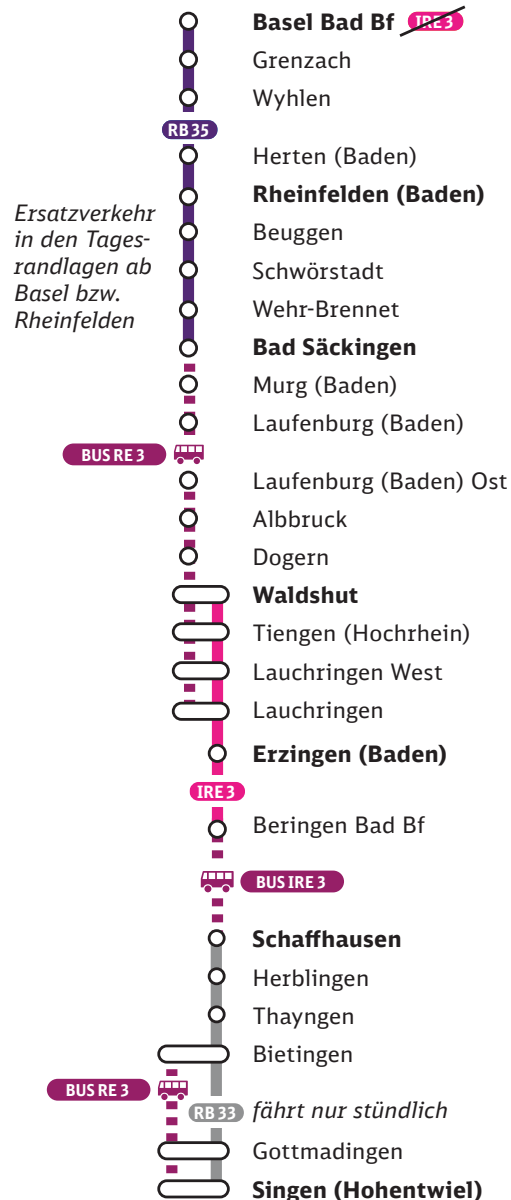 Basel Bad Bf IRE 3
Grenzach
Wyhlen
RB 35
Herten (Baden)
Rheinfelden (Baden)
Ersatzverkehr
in den Tages-
randlagen ab
Basel bzw.
Rheinfelden
Beuggen
Schwörstadt
Wehr-Brennet
Bad Säckingen
Murg (Baden)
Laufenburg (Baden)
BUS RE 3
Laufenburg (Baden) Ost
Albbruck
Dogern
Waldshut
Tiengen (Hochrhein)
Lauchringen West
Lauchringen
Erzingen (Baden)
IRE 3
Beringen Bad Bf
BUS IRE 3
Schaffhausen
Herblingen
Thayngen
Bietingen
BUS RE 3
RB 33 fährt nur stündlich
Gottmadingen
Singen (Hohentwiel)